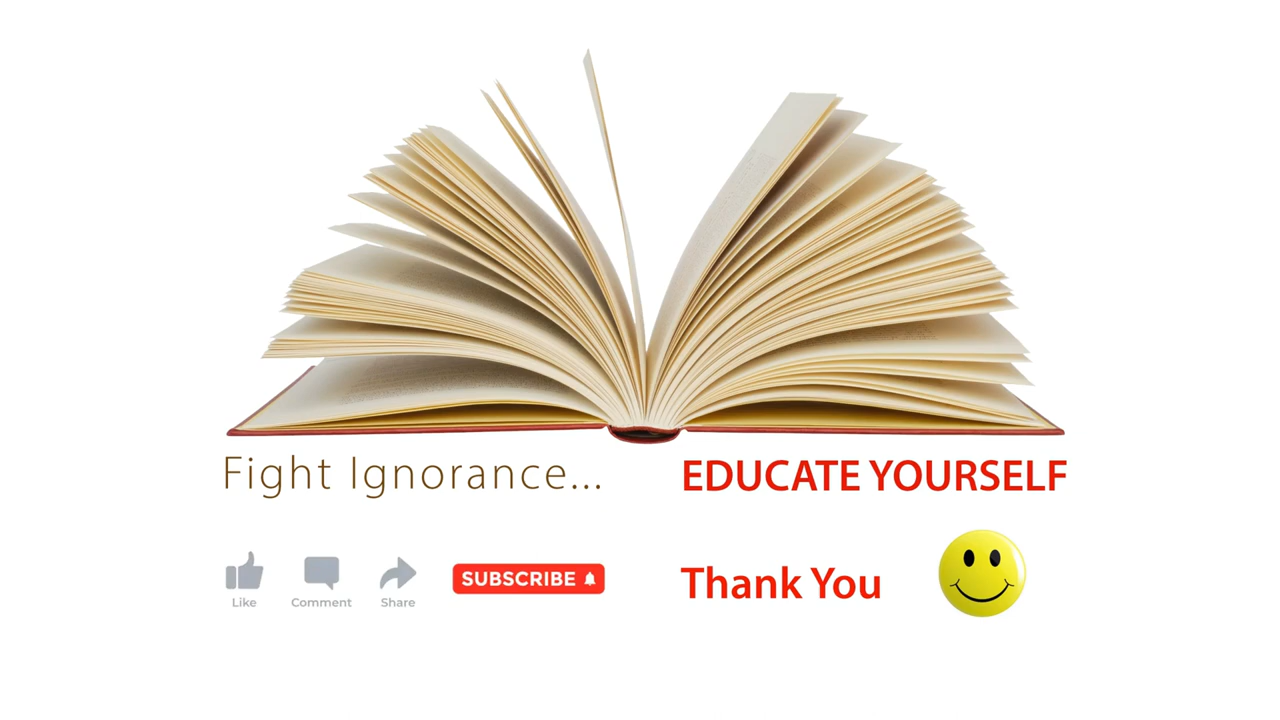 Fight Ignorance...
EDUCATE YOURSELF
Like
Comment
Share
SUBSCRIBE
Thank You